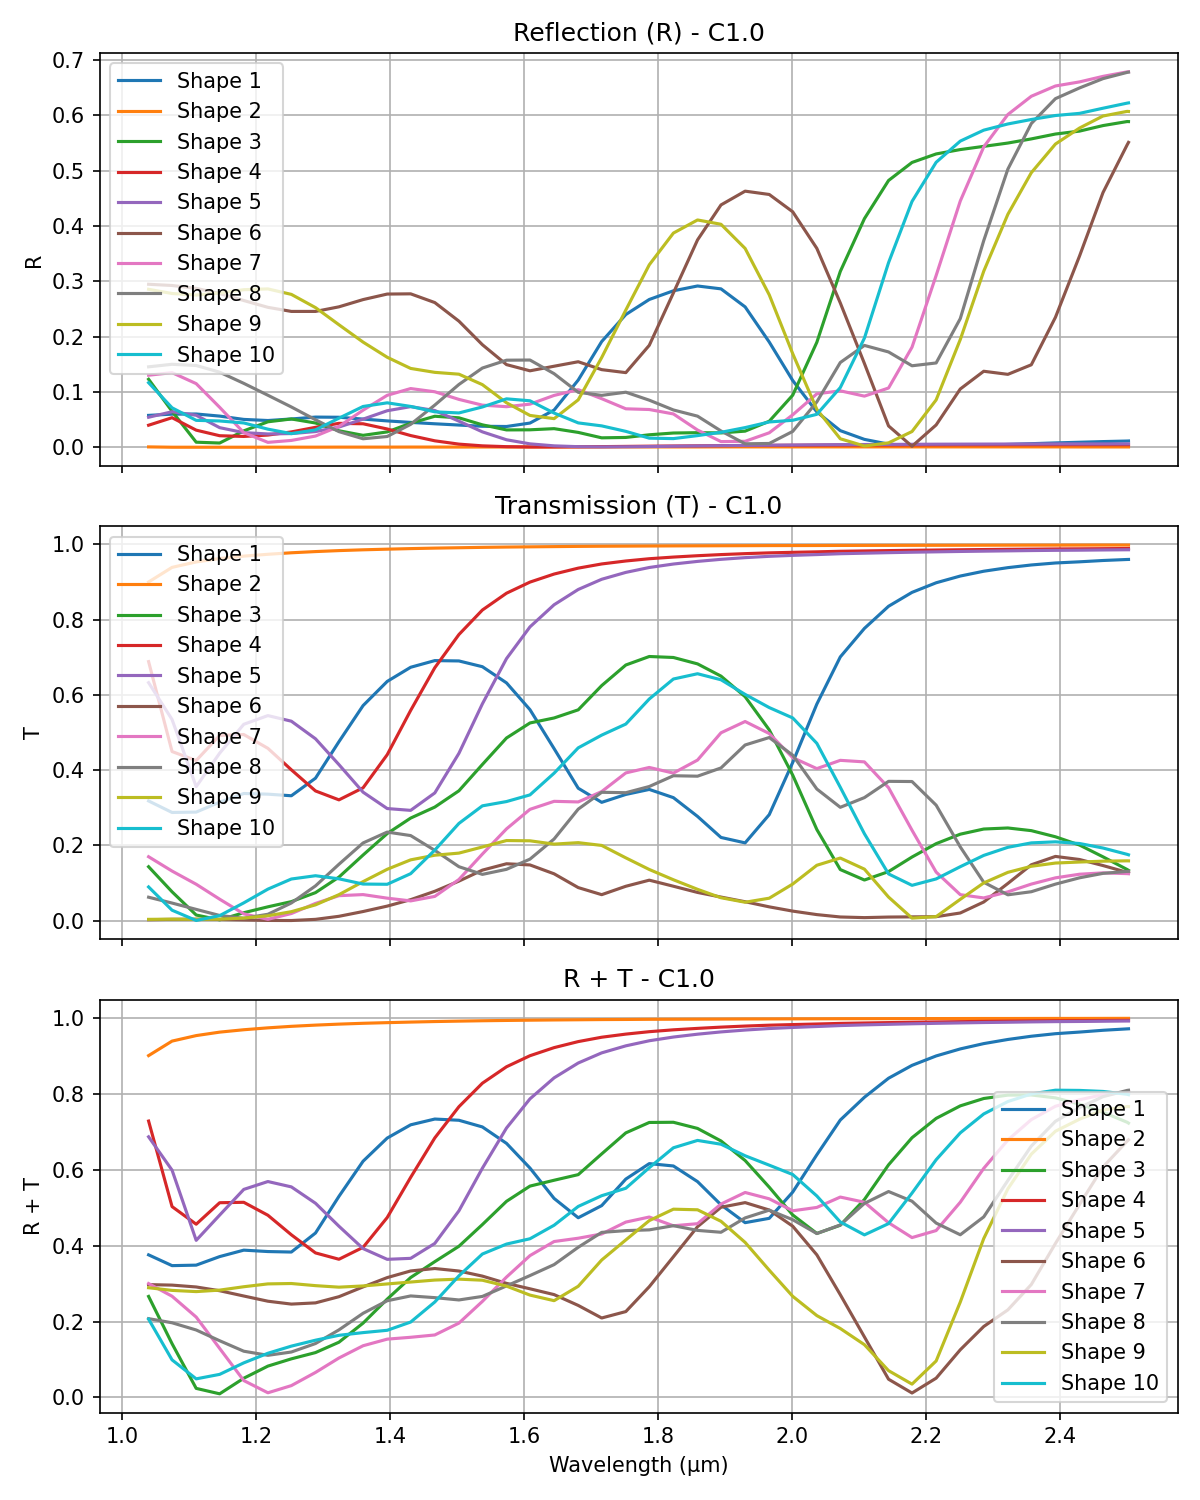 Reflection (R) - C1.0
0.7
0.6
0.5
0.4
0.3
0.2
0.1
0.0
R
Shape 1
Shape 2
Shape 3
Shape 4
Shape 5
Shape 6
Shape 7
Shape 8
Shape 9
Shape 10
Transmission (T) - C1.0
1.0
0.8
0.6
0.4
0.2
0.0
T
Shape 1
Shape 2
Shape 3
Shape 4
Shape 5
Shape 6
Shape 7
Shape 8
Shape 9
Shape 10
R + T - C1.0
1.0
0.8
0.6
0.4
0.2
0.0
R + T
Shape 1
Shape 2
Shape 3
Shape 4
Shape 5
Shape 6
Shape 7
Shape 8
Shape 9
Shape 10
1.0 1.2 1.4 1.6 1.8 2.0 2.2 2.4
Wavelength (μm)